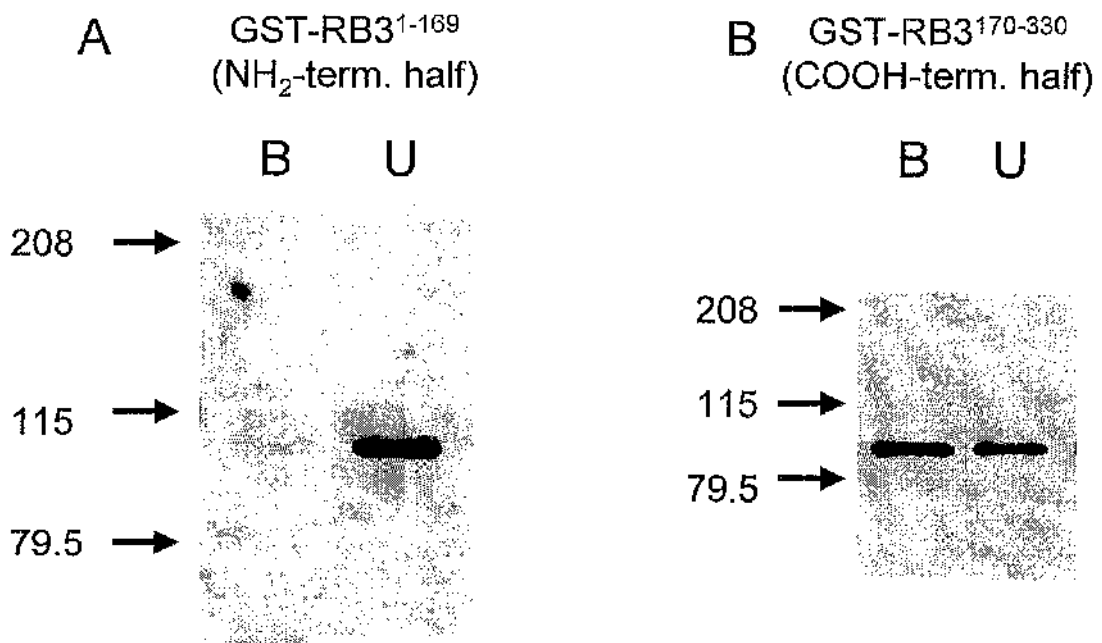 A
GST-RB3¹⁻¹⁶⁹
(NH₂-term. half)
B U
208
115
79.5
B
GST-RB3¹⁷⁰⁻³³⁰
(COOH-term. half)
B U
208
115
79.5